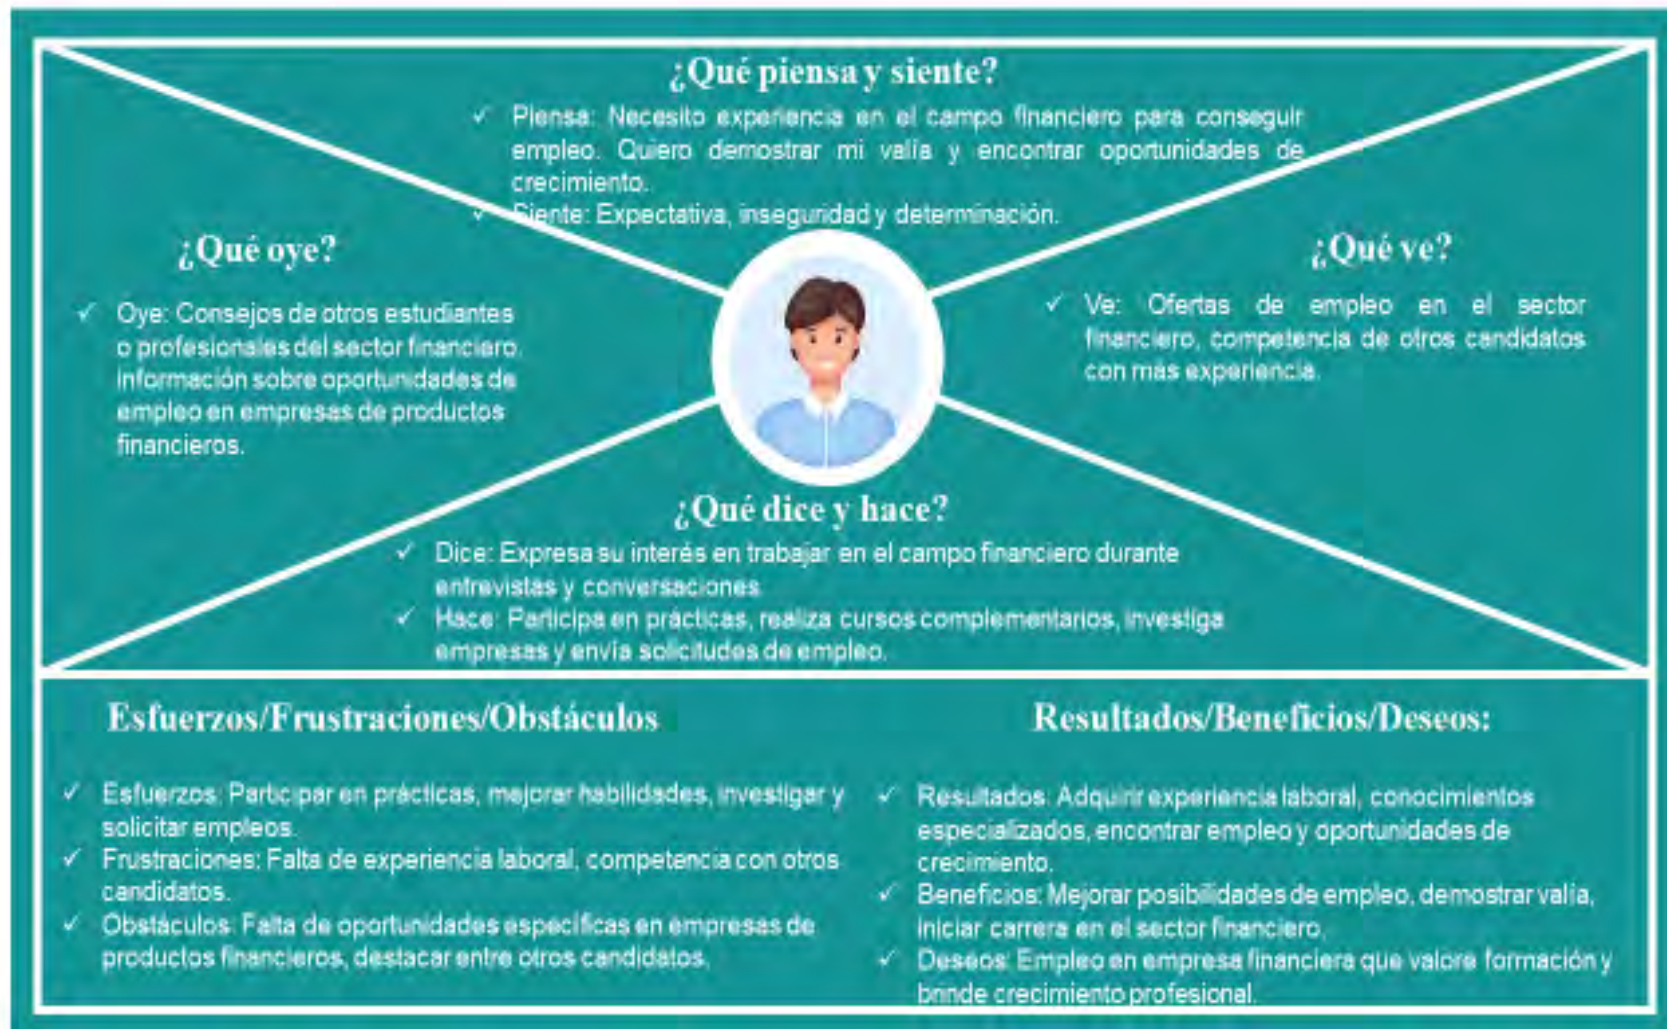 ¿Qué piensa y siente?
✓ Piensa: Necesito experiencia en el campo financiero para conseguir
empleo. Quiero demostrar mi valía y encontrar oportunidades de
crecimiento.
✓ Siente: Expectativa, inseguridad y determinación.
¿Qué oye?
✓ Oye: Consejos de otros estudiantes
o profesionales del sector financiero,
información sobre oportunidades de
empleo en empresas de productos
financieros.
¿Qué ve?
✓ Ve: Ofertas de empleo en el sector
financiero, competencia de otros candidatos
con más experiencia.
¿Qué dice y hace?
✓ Dice: Expresa su interés en trabajar en el campo financiero durante
entrevistas y conversaciones
✓ Hace: Participa en prácticas, realiza cursos complementarios, investiga
empresas y envía solicitudes de empleo.
Esfuerzos/Frustraciones/Obstáculos
✓ Esfuerzos: Participar en prácticas, mejorar habilidades, investigar y
solicitar empleos.
✓ Frustraciones: Falta de experiencia laboral, competencia con otros
candidatos.
✓ Obstáculos: Falta de oportunidades específicas en empresas de
productos financieros, destacar entre otros candidatos.
Resultados/Beneficios/Deseos:
✓ Resultados: Adquirir experiencia laboral, conocimientos
especializados, encontrar empleo y oportunidades de
crecimiento.
✓ Beneficios: Mejorar posibilidades de empleo, demostrar valía,
iniciar carrera en el sector financiero.
✓ Deseos: Empleo en empresa financiera que valore formación y
brinde crecimiento profesional.